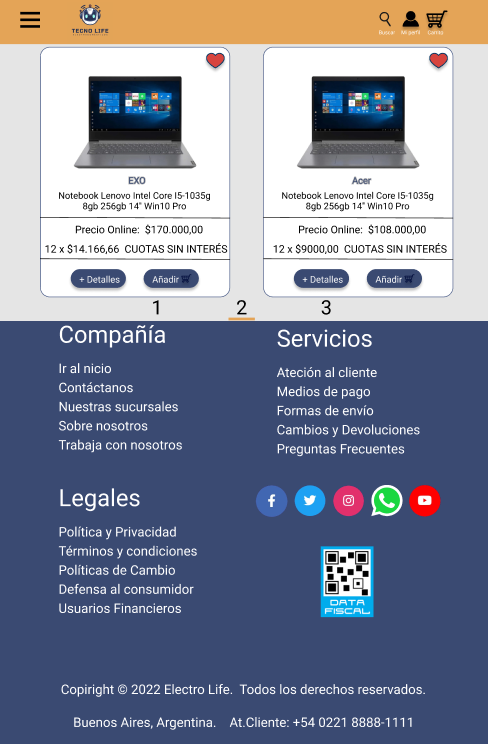 TECNO LIFE
Buscar
Mi perfil
Carrito
EXO
Notebook Lenovo Intel Core I5-1035g
8gb 256gb 14" Win10 Pro
Precio Online: $170.000,00
12 x $14.166,66 CUOTAS SIN INTERÉS
+ Detalles
Añadir
Acer
Notebook Lenovo Intel Core I5-1035g
8gb 256gb 14" Win10 Pro
Precio Online: $108.000,00
12 x $9000,00 CUOTAS SIN INTERÉS
+ Detalles
Añadir
1 2 3
Compañía
Ir al nicio
Contáctanos
Nuestras sucursales
Sobre nosotros
Trabaja con nosotros
Servicios
Ateción al cliente
Medios de pago
Formas de envío
Cambios y Devoluciones
Preguntas Frecuentes
Legales
Política y Privacidad
Términos y condiciones
Políticas de Cambio
Defensa al consumidor
Usuarios Financieros
DATA
FISCAL
Copiright © 2022 Electro Life. Todos los derechos reservados.
Buenos Aires, Argentina. At.Cliente: +54 0221 8888-1111